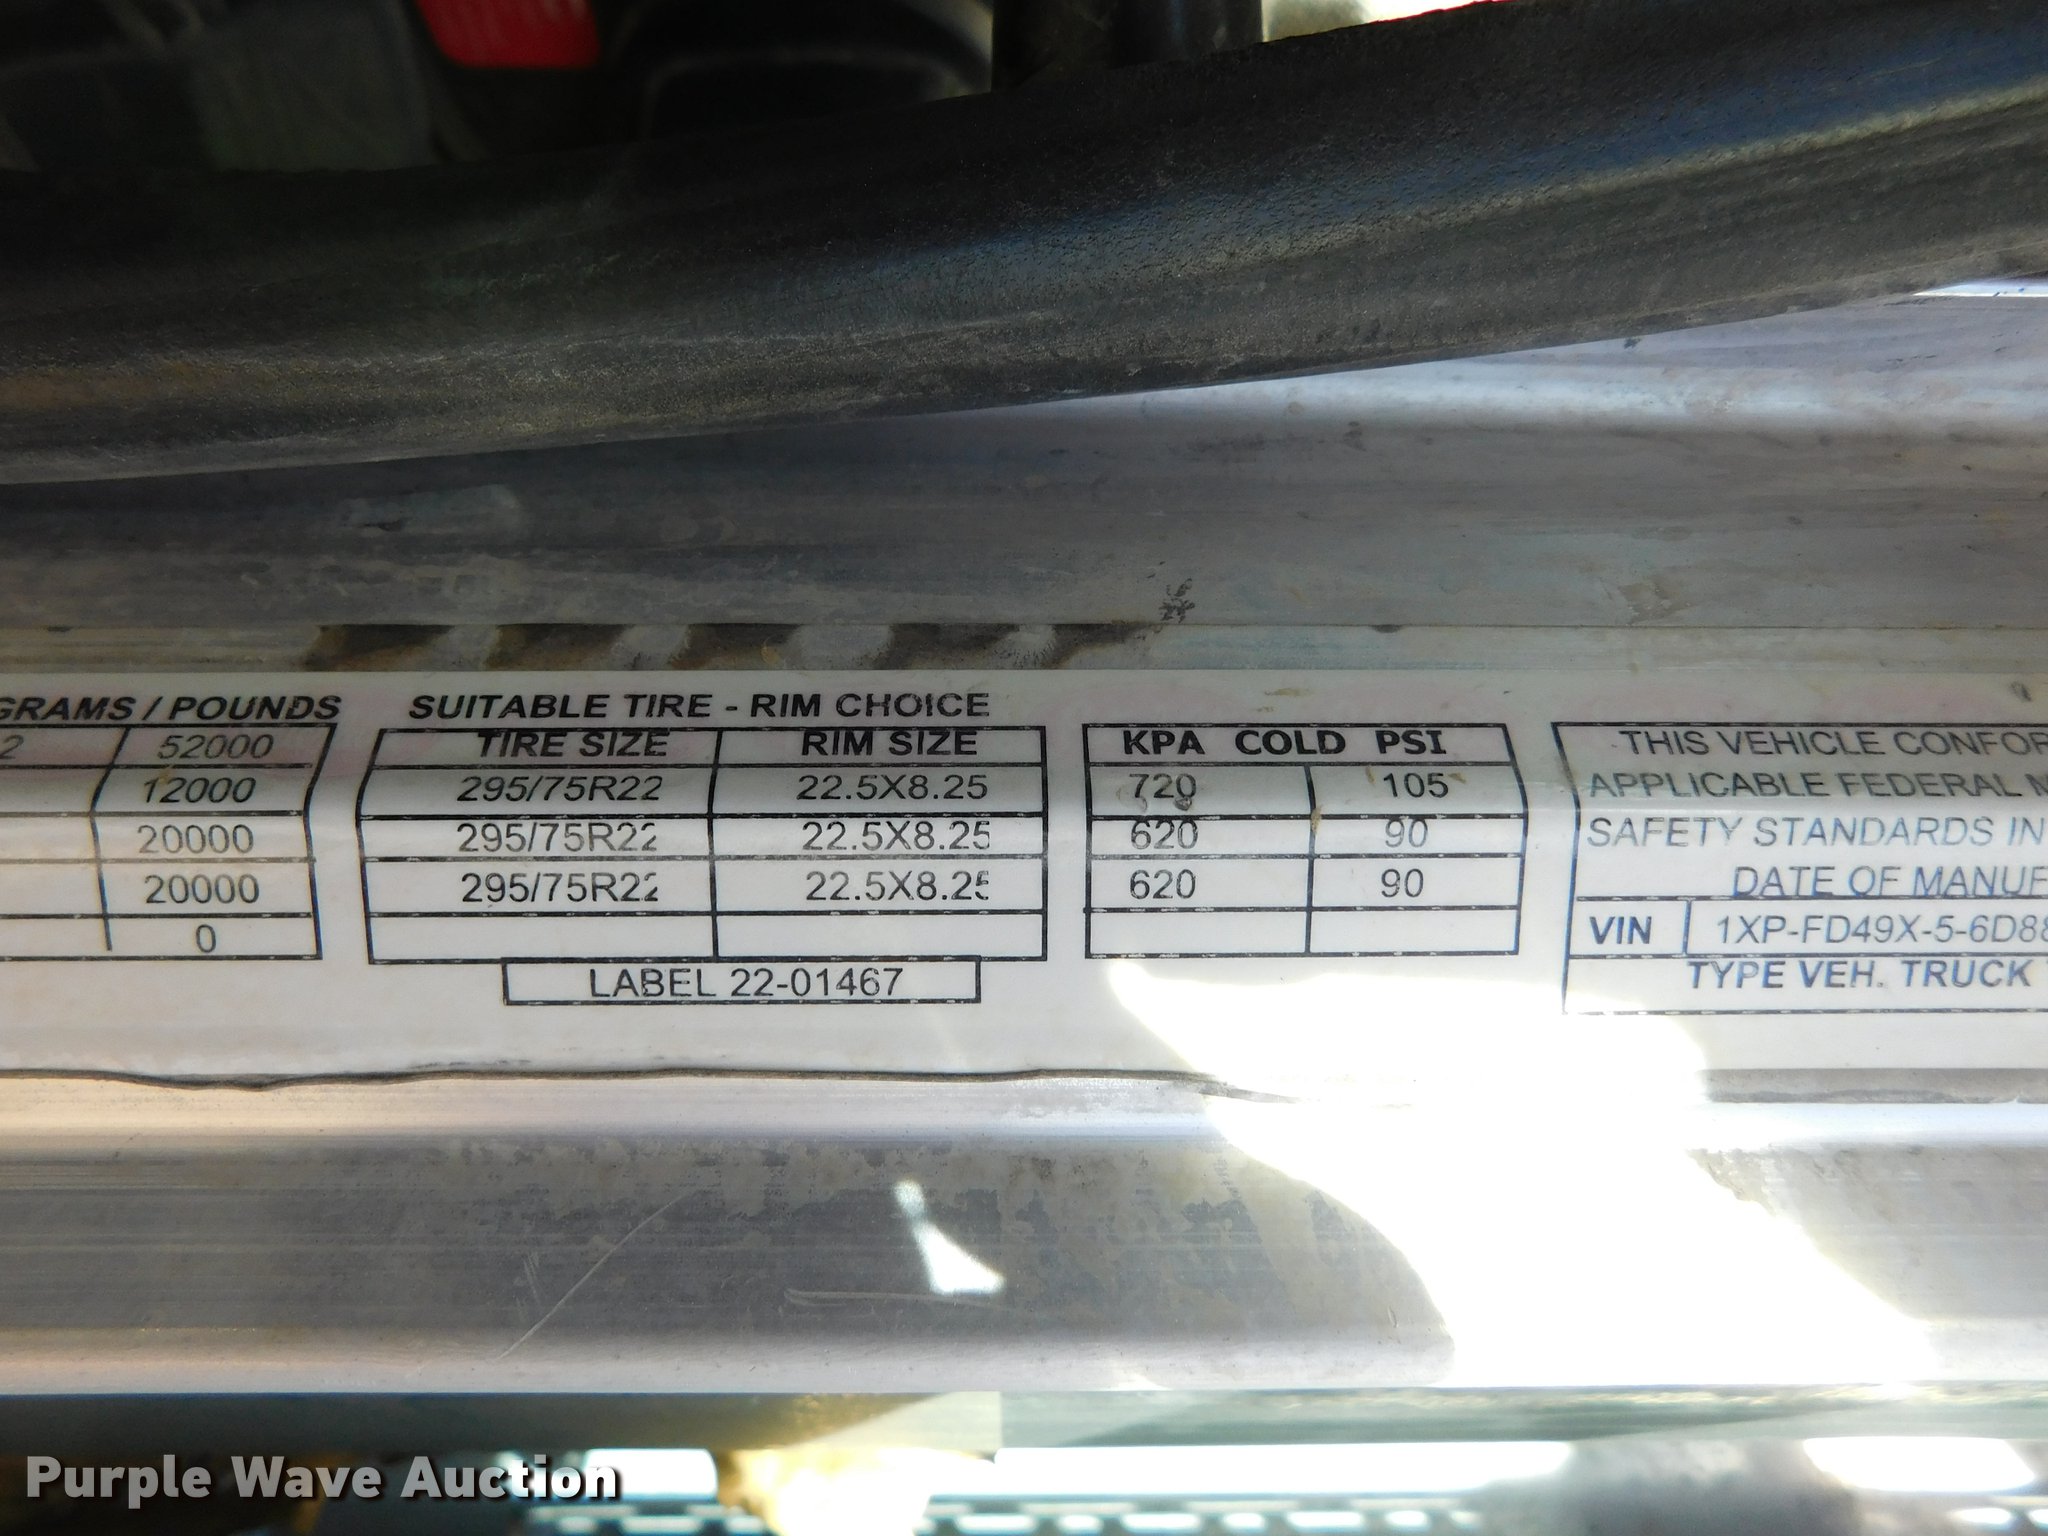 GRAMS / POUNDS
2 52000
12000
20000
20000
0
SUITABLE TIRE - RIM CHOICE
TIRE SIZE RIM SIZE
295/75R22 22.5X8.25
295/75R22 22.5X8.25
295/75R22 22.5X8.25
LABEL 22-01467
KPA COLD PSI
720 105
620 90
620 90
THIS VEHICLE CONFOR
APPLICABLE FEDERAL M
SAFETY STANDARDS IN
DATE OF MANUF
VIN 1XP-FD49X-5-6D88
TYPE VEH. TRUCK
Purple Wave Auction